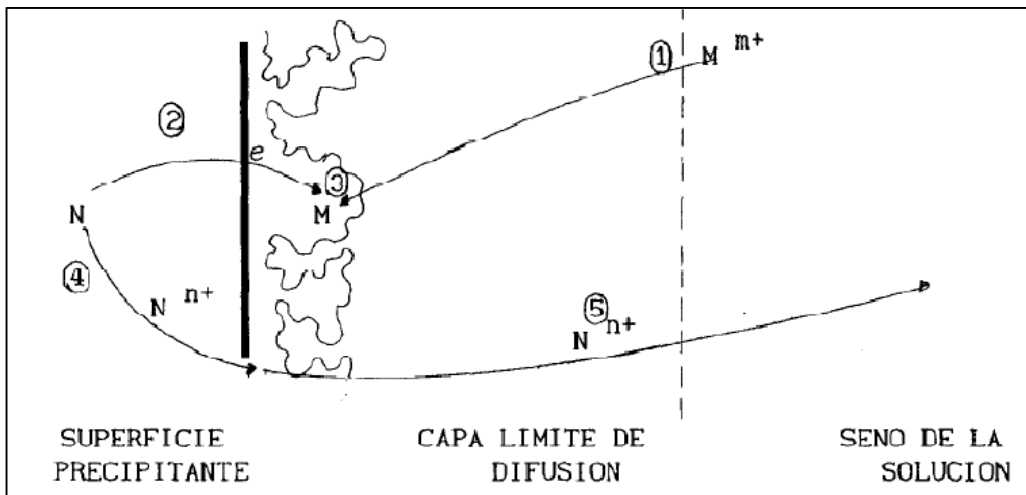 ① M m+
②
e
③
N M
④
N n+
⑤
N n+
SUPERFICIE PRECIPITANTE
CAPA LIMITE DE DIFUSION
SENO DE LA SOLUCION